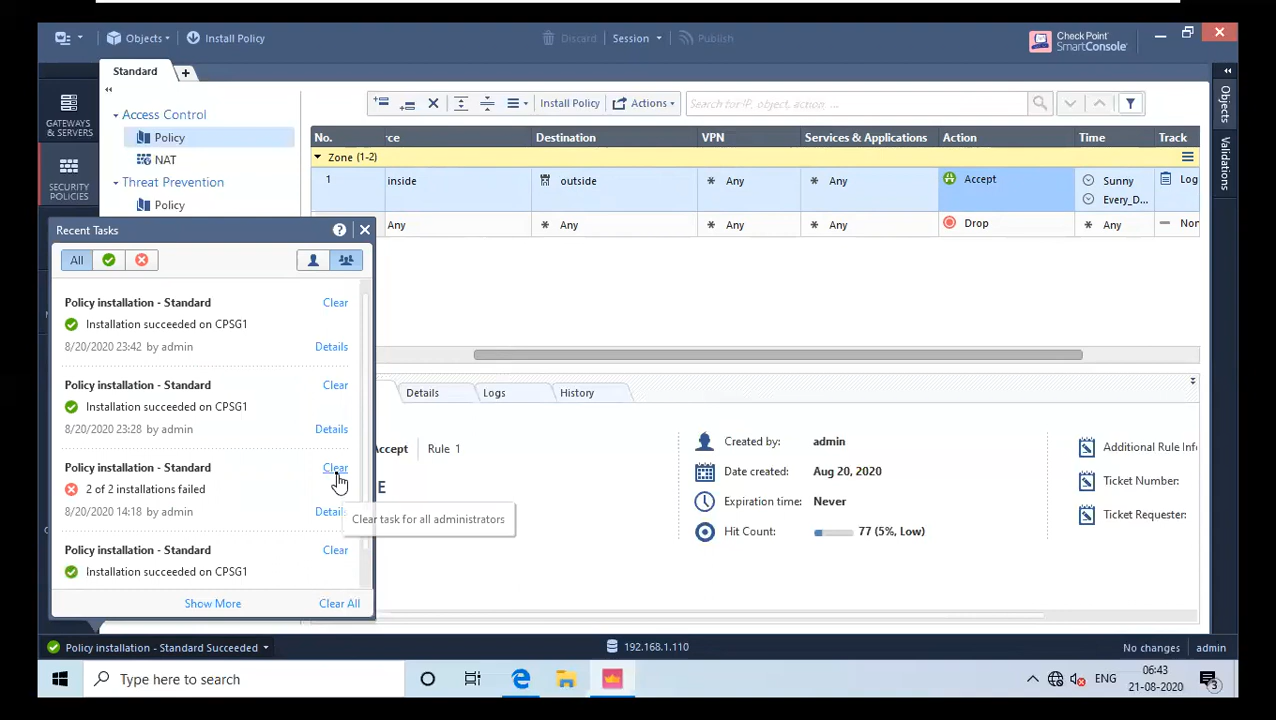 Objects
Install Policy
Discard
Session
Publish
CHECK POINT
SmartConsole
Standard
GATEWAYS & SERVERS
SECURITY POLICIES
Access Control
Policy
NAT
Threat Prevention
Policy
Install Policy
Actions
Search for IP, object, action, ...
No.
ce
Destination
VPN
Services & Applications
Action
Time
Track
Zone (1-2)
1
inside
outside
Any
Any
Accept
Sunny
Every_D...
Log
Any
Any
Any
Any
Drop
Any
Non
Objects
Validations
Recent Tasks
All
Policy installation - Standard
Clear
Installation succeeded on CPSG1
8/20/2020 23:42 by admin
Details
Policy installation - Standard
Clear
Installation succeeded on CPSG1
8/20/2020 23:28 by admin
Details
Policy installation - Standard
Clear
2 of 2 installations failed
8/20/2020 14:18 by admin
Detail
Clear task for all administrators
Policy installation - Standard
Clear
Installation succeeded on CPSG1
Show More
Clear All
Details
Logs
History
Accept
Rule 1
E
Created by:
admin
Date created:
Aug 20, 2020
Expiration time:
Never
Hit Count:
77 (5%, Low)
Additional Rule Info
Ticket Number:
Ticket Requester:
Policy installation - Standard Succeeded
192.168.1.110
No changes
admin
Type here to search
ENG
06:43
21-08-2020
3